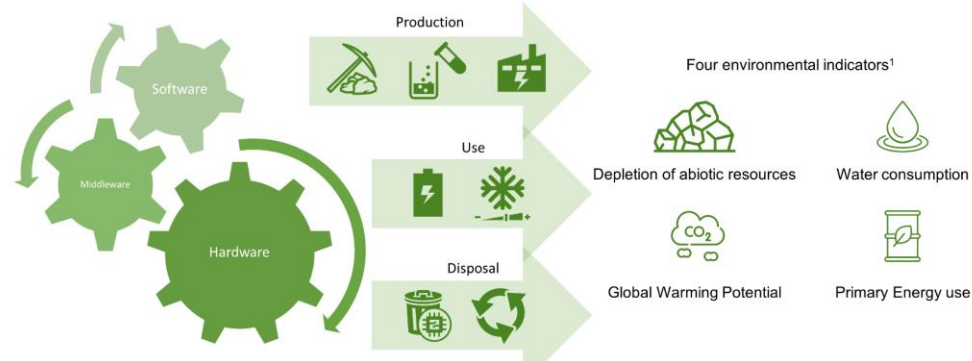 Software
Middleware
Hardware
Production
Use
- +
Disposal
Four environmental indicators¹
Depletion of abiotic resources
Water consumption
CO₂
Global Warming Potential
Primary Energy use